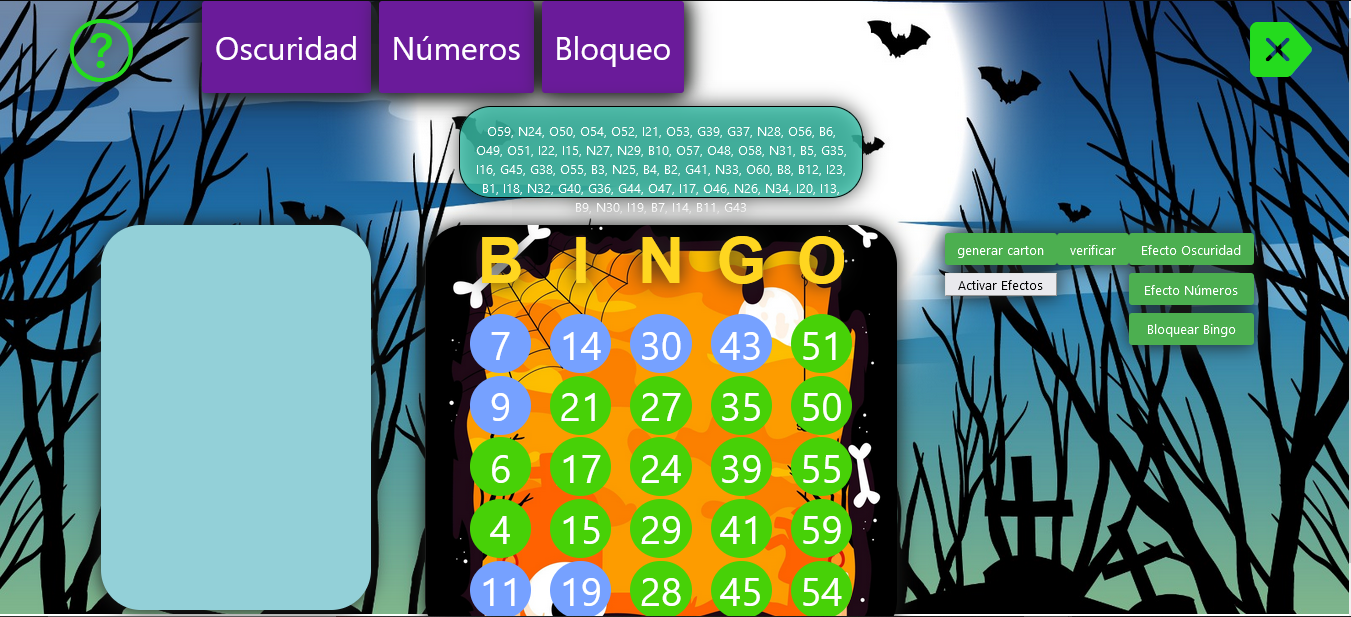 ?
Oscuridad Números Bloqueo
O59, N24, O50, O54, O52, I21, O53, G39, G37, N28, O56, B6,
O49, O51, I22, I15, N27, N29, B10, O57, O48, O58, N31, B5, G35,
I16, G45, G38, O55, B3, N25, B4, B2, G41, N33, O60, B8, B12, I23,
B1, I18, N32, G40, G36, G44, O47, I17, O46, N26, N34, I20, I13,
B9, N30, I19, B7, I14, B11, G43
B I N G O
7 14 30 43 51
9 21 27 35 50
6 17 24 39 55
4 15 29 41 59
11 19 28 45 54
generar carton verificar Efecto Oscuridad
Activar Efectos Efecto Números
Bloquear Bingo